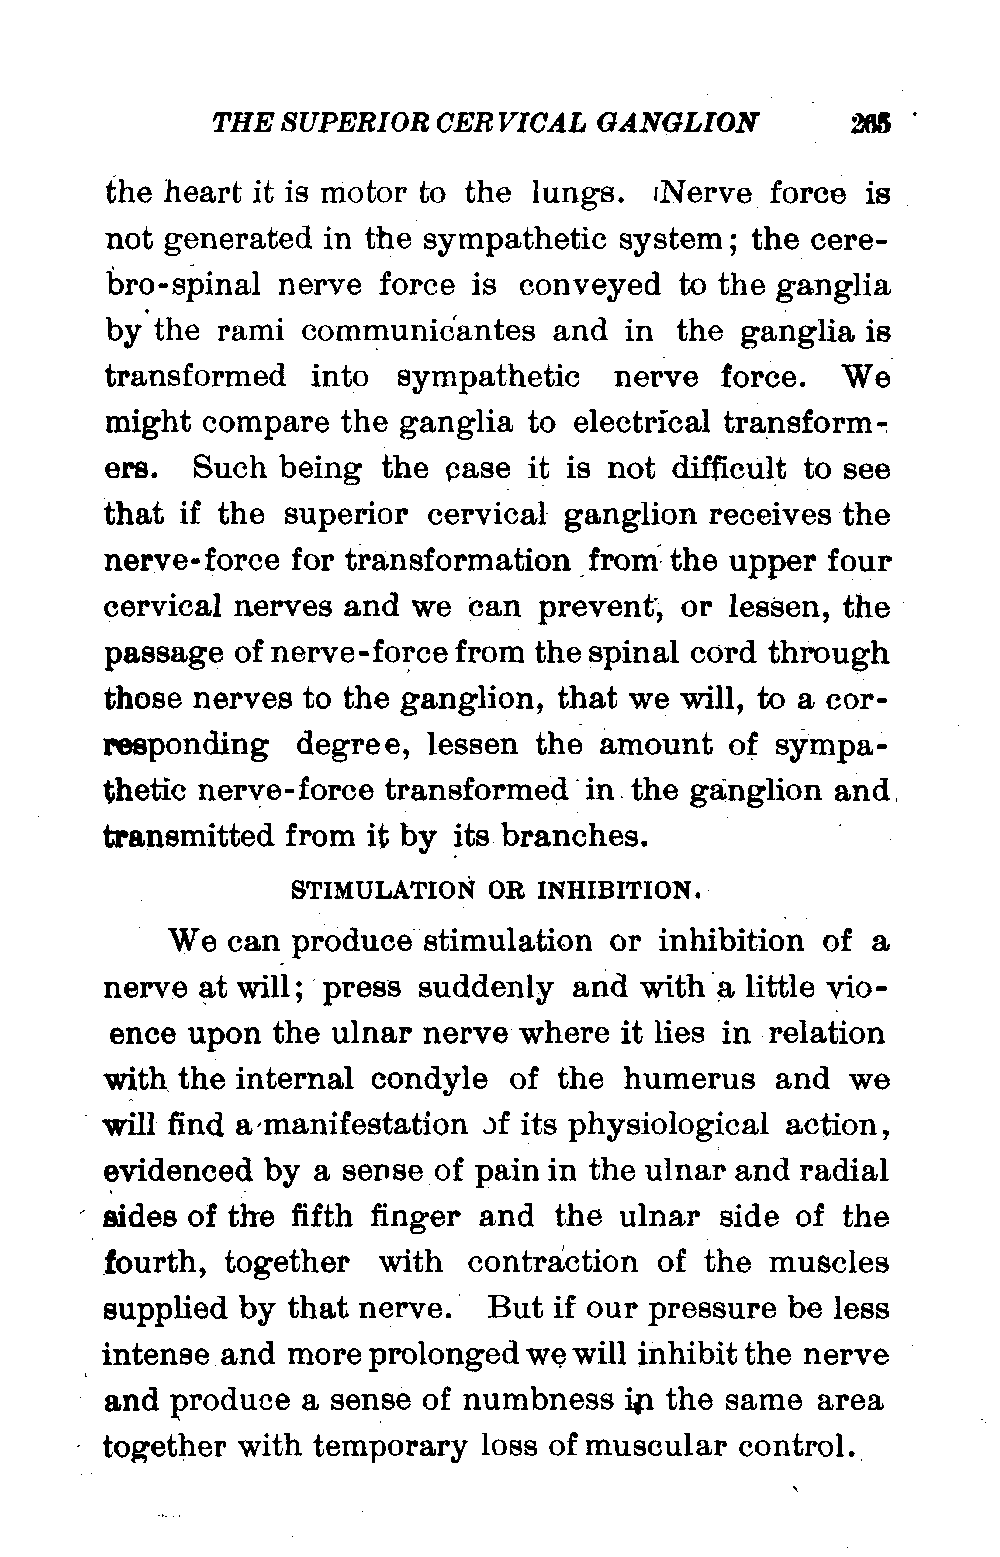 THE SUPERIOR CERVICAL GANGLION 265
the heart it is motor to the lungs. Nerve force is
not generated in the sympathetic system; the cere-
bro-spinal nerve force is conveyed to the ganglia
by the rami communicantes and in the ganglia is
transformed into sympathetic nerve force. We
might compare the ganglia to electrical transform-
ers. Such being the case it is not difficult to see
that if the superior cervical ganglion receives the
nerve-force for transformation from the upper four
cervical nerves and we can prevent, or lessen, the
passage of nerve-force from the spinal cord through
those nerves to the ganglion, that we will, to a cor-
responding degree, lessen the amount of sympa-
thetic nerve-force transformed in the ganglion and
transmitted from it by its branches.
STIMULATION OR INHIBITION.
We can produce stimulation or inhibition of a
nerve at will; press suddenly and with a little vio-
ence upon the ulnar nerve where it lies in relation
with the internal condyle of the humerus and we
will find a manifestation of its physiological action,
evidenced by a sense of pain in the ulnar and radial
sides of the fifth finger and the ulnar side of the
fourth, together with contraction of the muscles
supplied by that nerve. But if our pressure be less
intense and more prolonged we will inhibit the nerve
and produce a sense of numbness in the same area
together with temporary loss of muscular control.